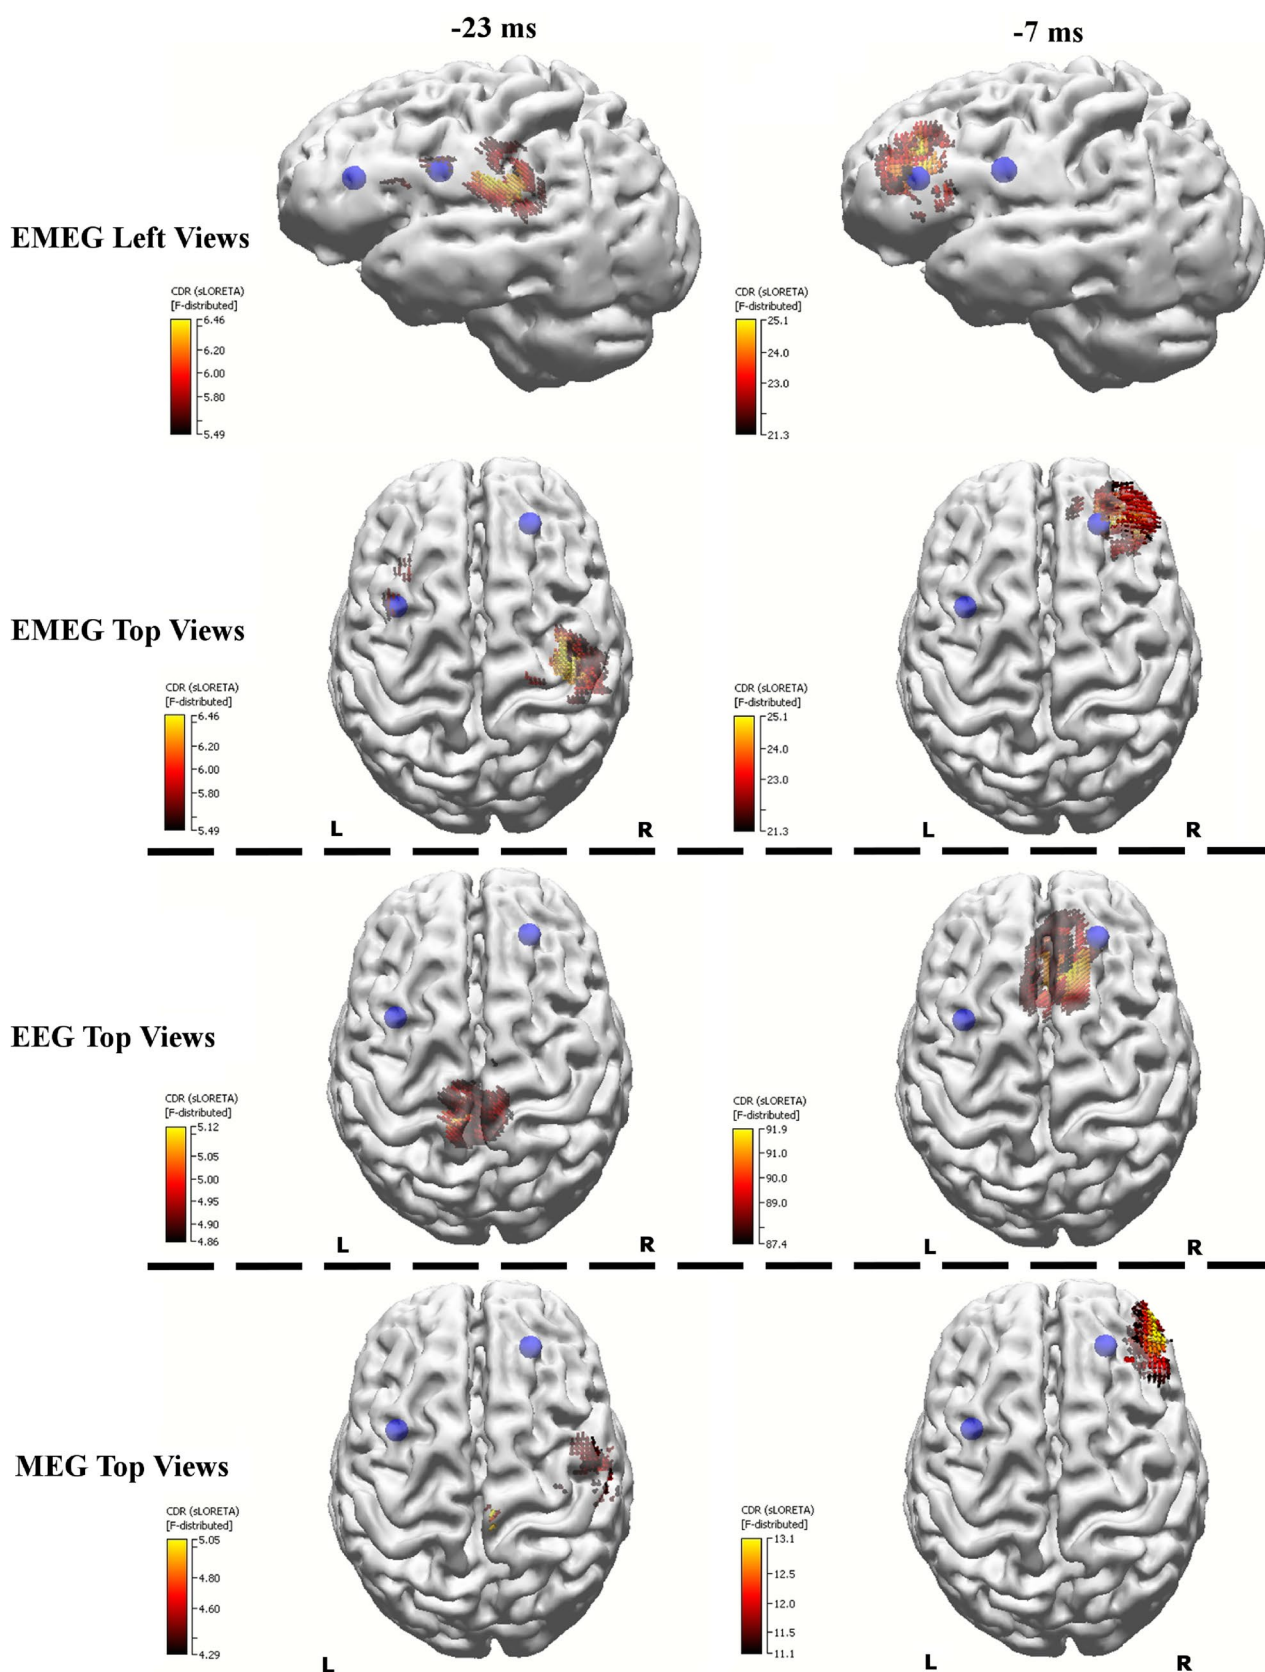 -23 ms
-7 ms
EMEG Left Views
CDR (sLORETA)
[F-distributed]
6.46
6.20
6.00
5.80
5.49
CDR (sLORETA)
[F-distributed]
25.1
24.0
23.0
21.3
EMEG Top Views
CDR (sLORETA)
[F-distributed]
6.46
6.20
6.00
5.80
5.49
CDR (sLORETA)
[F-distributed]
25.1
24.0
23.0
21.3
L
R
L
R
EEG Top Views
CDR (sLORETA)
[F-distributed]
5.12
5.05
5.00
4.95
4.90
4.86
CDR (sLORETA)
[F-distributed]
91.9
91.0
90.0
89.0
87.4
L
R
L
R
MEG Top Views
CDR (sLORETA)
[F-distributed]
5.05
4.80
4.60
4.29
CDR (sLORETA)
[F-distributed]
13.1
12.5
12.0
11.5
11.1
L
L
R